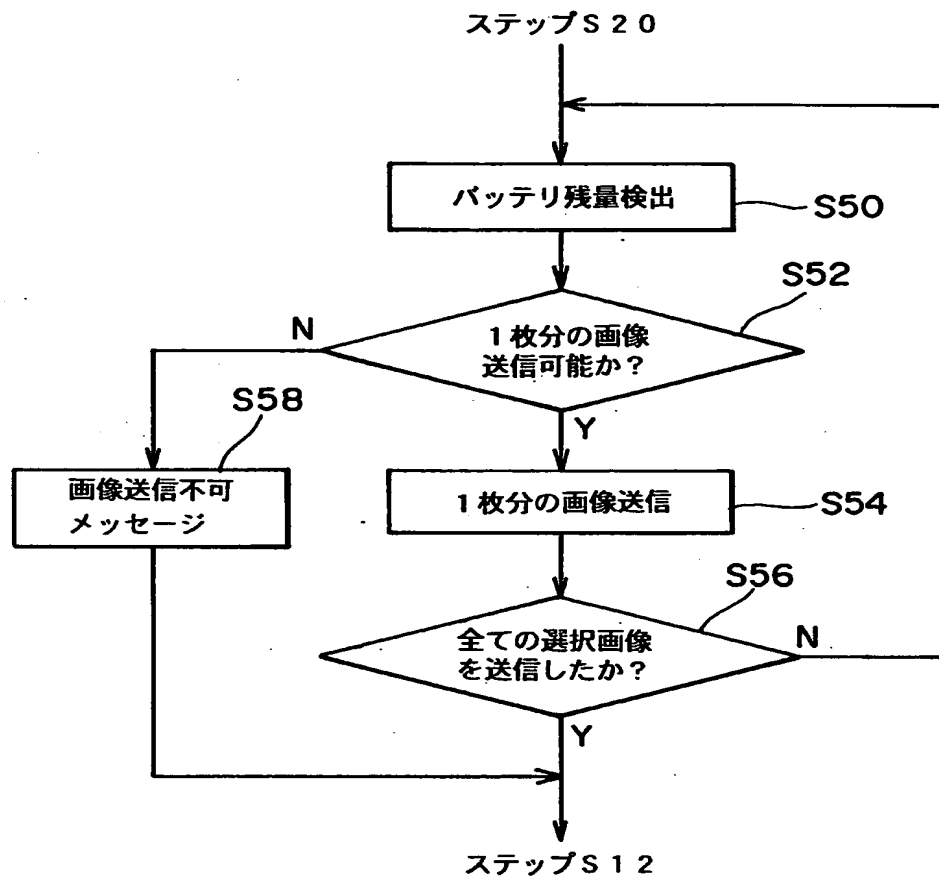 ステップS20
バッテリ残量検出
S50
S52
1枚分の画像
送信可能か?
N
Y
S58
画像送信不可
メッセージ
1枚分の画像送信
S54
S56
全ての選択画像
を送信したか?
N
Y
ステップS12